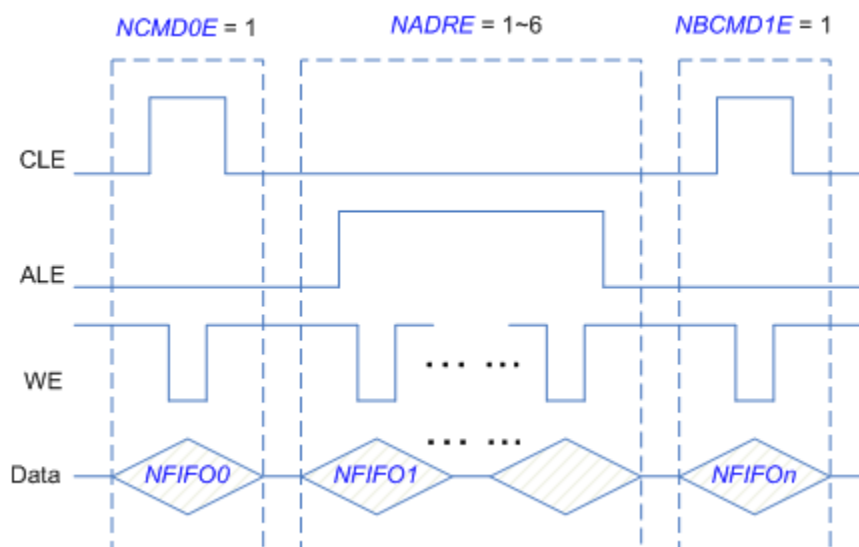 NCMD0E = 1 NADRE = 1~6 NBCMD1E = 1
CLE
ALE
WE
... ...
... ...
Data NFIFO0 NFIFO1 NFIFOn